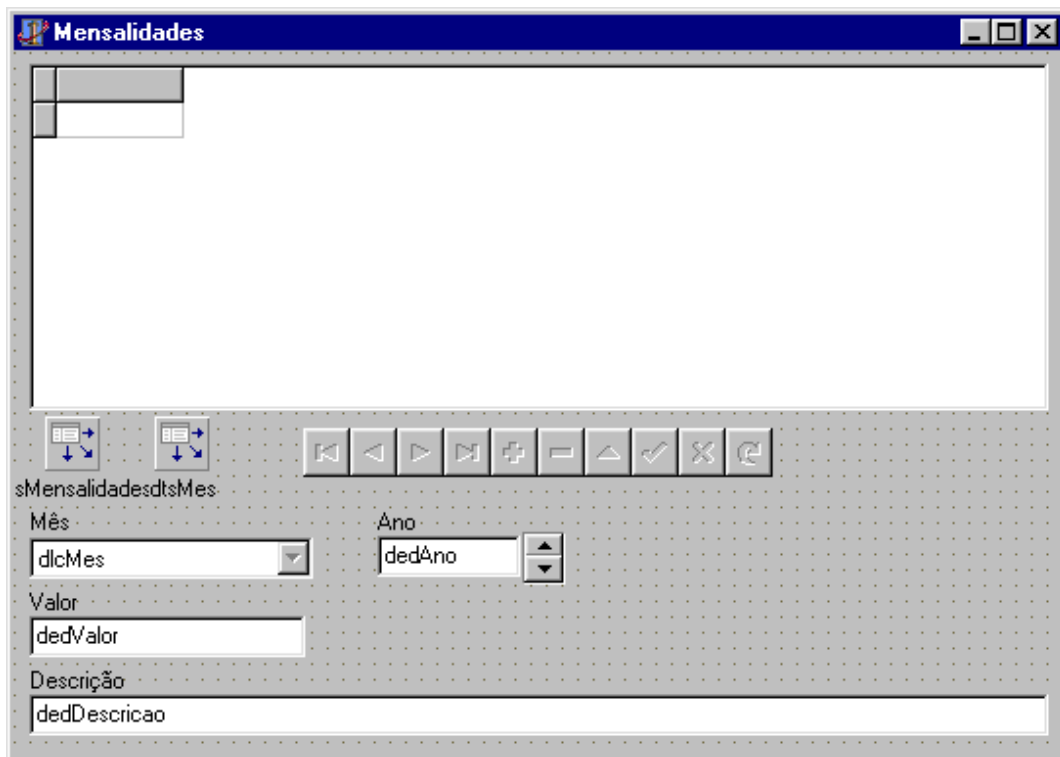 Mensalidades
sMensalidadesdtsMes
Mês Ano
dlcMes dedAno
Valor
dedValor
Descrição
dedDescricao